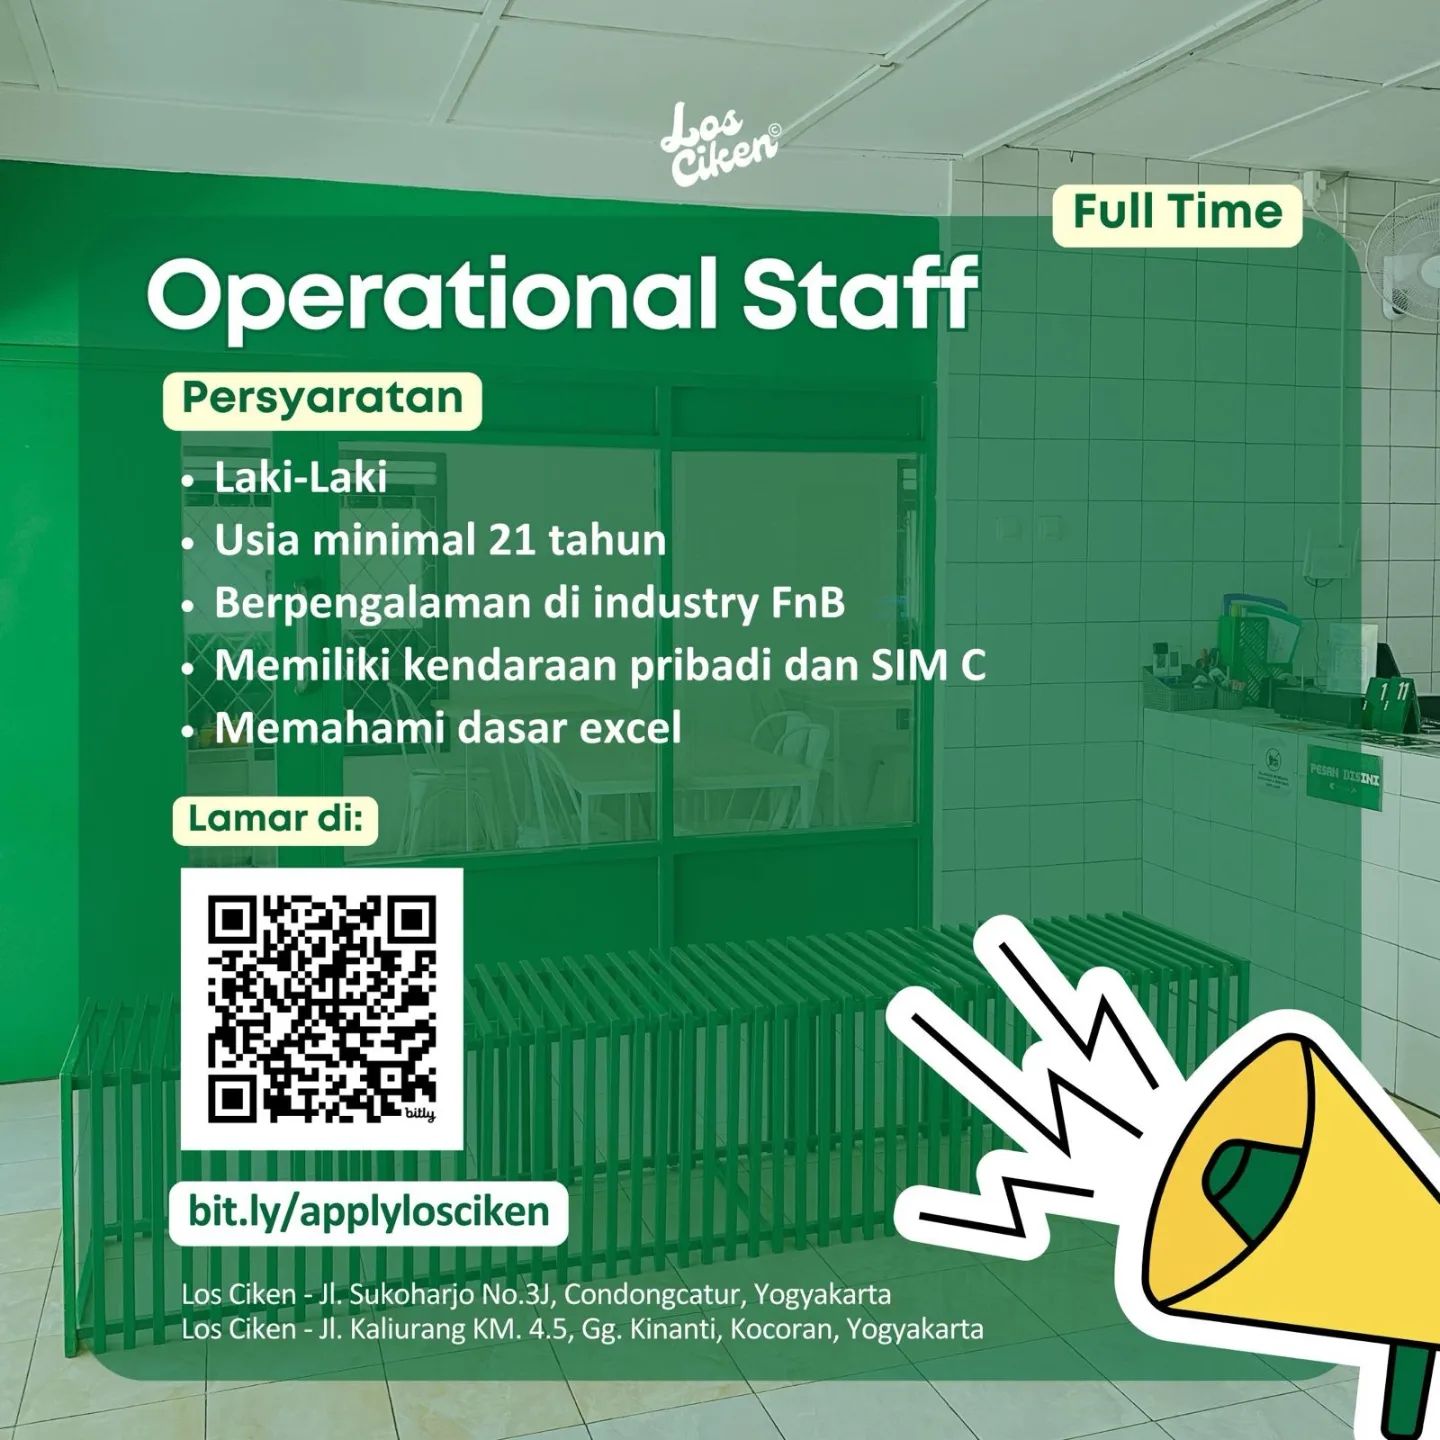 Los
Ciken©
Full Time
Operational Staff
Persyaratan
• Laki-Laki
• Usia minimal 21 tahun
• Berpengalaman di industry FnB
• Memiliki kendaraan pribadi dan SIM C
• Memahami dasar excel
11
PESAN DISINI
Lamar di:
bitly
bit.ly/applylosciken
Los Ciken - Jl. Sukoharjo No.3J, Condongcatur, Yogyakarta
Los Ciken - Jl. Kaliurang KM. 4.5, Gg. Kinanti, Kocoran, Yogyakarta